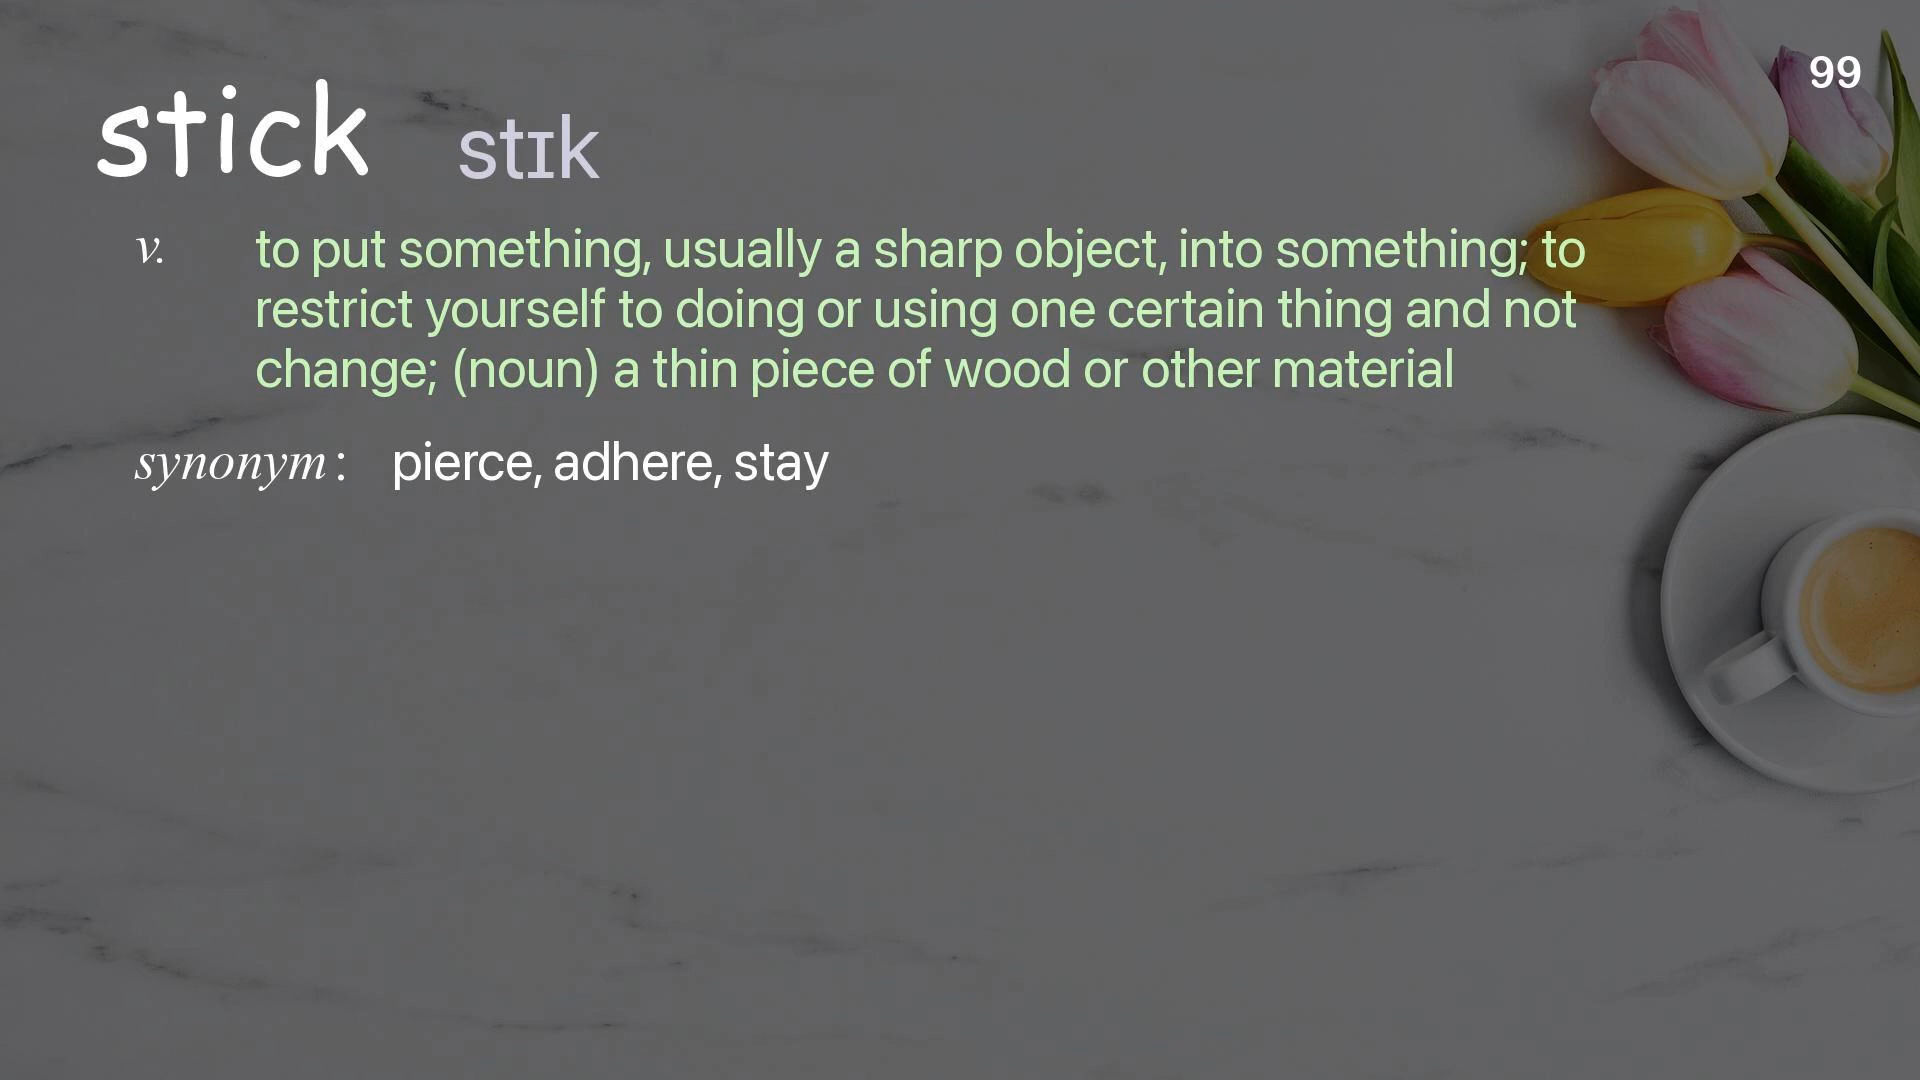 99
stick stɪk
v. to put something, usually a sharp object, into something; to
restrict yourself to doing or using one certain thing and not
change; (noun) a thin piece of wood or other material
synonym : pierce, adhere, stay